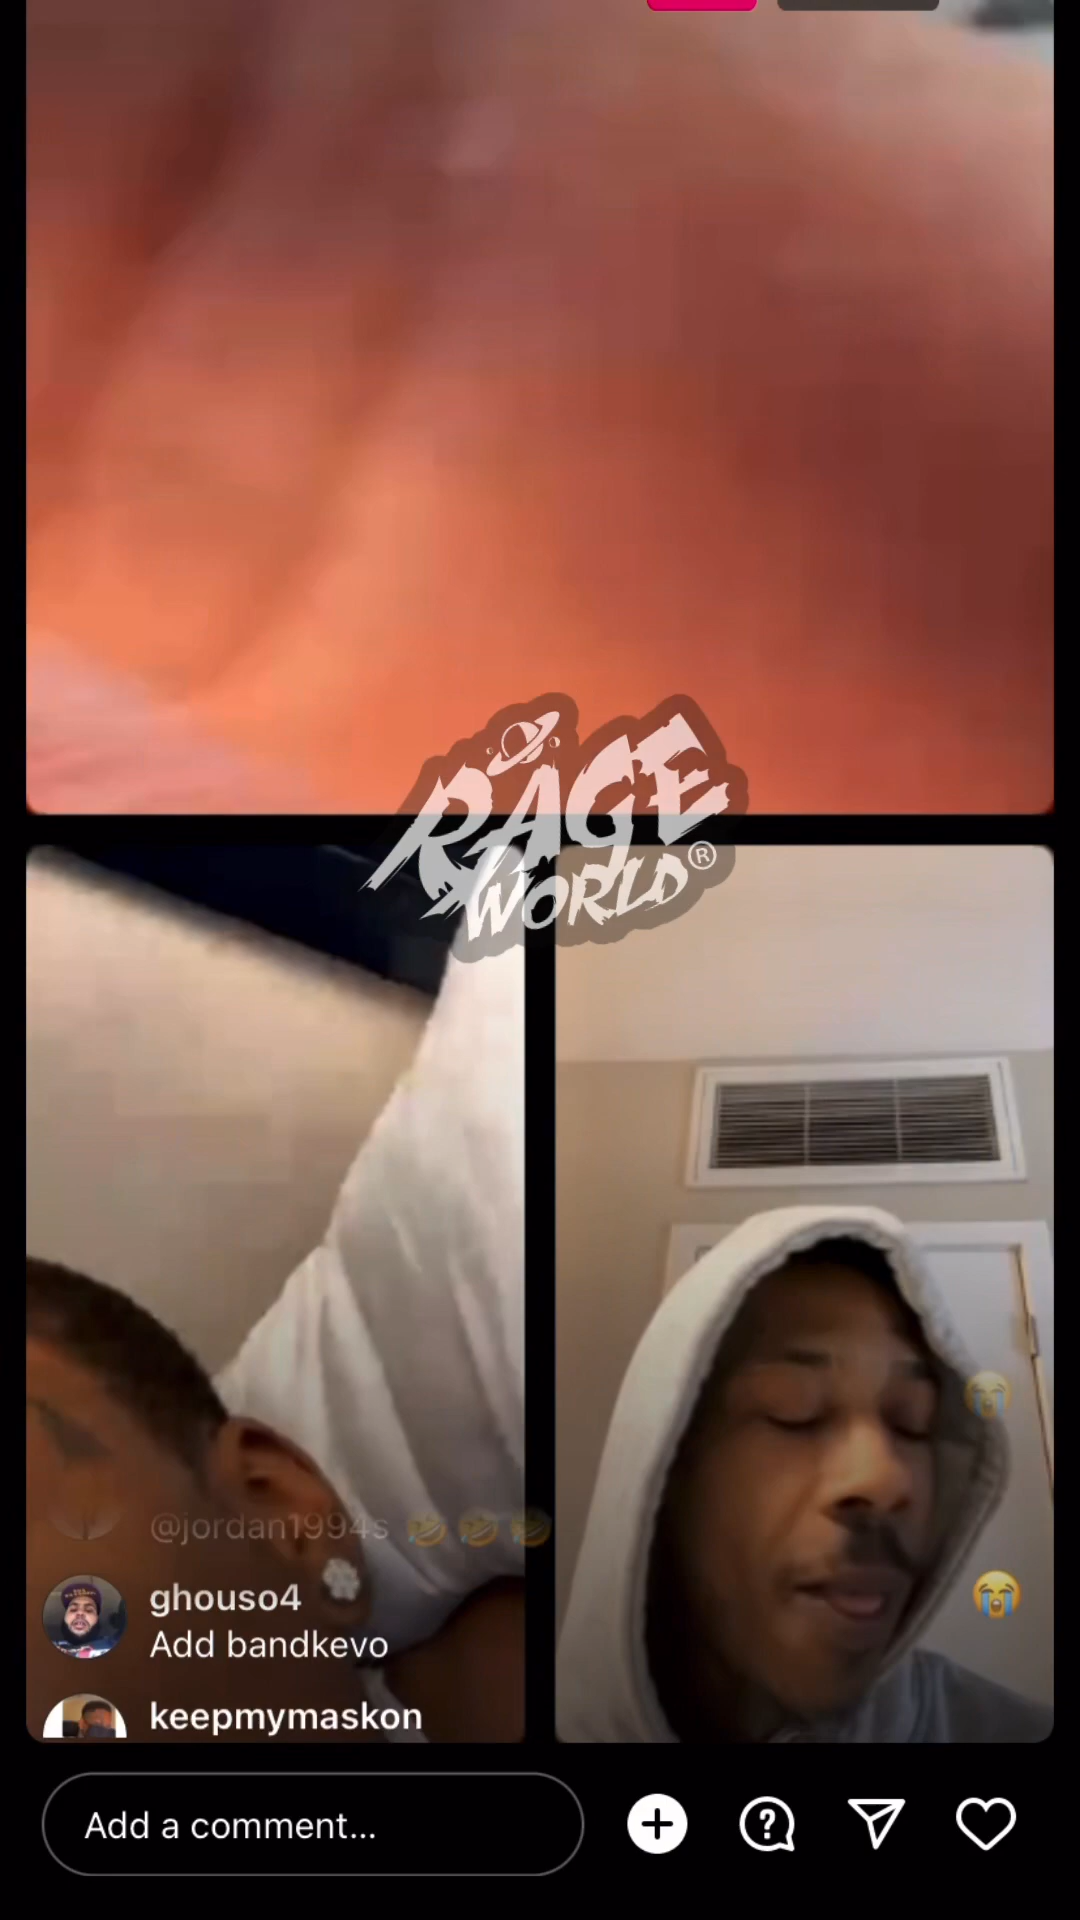 RAGE
WORLD®
@jordan1994s 🤣 🤣 🤣
ghouso4
Add bandkevo
keepmymaskon
Add a comment...